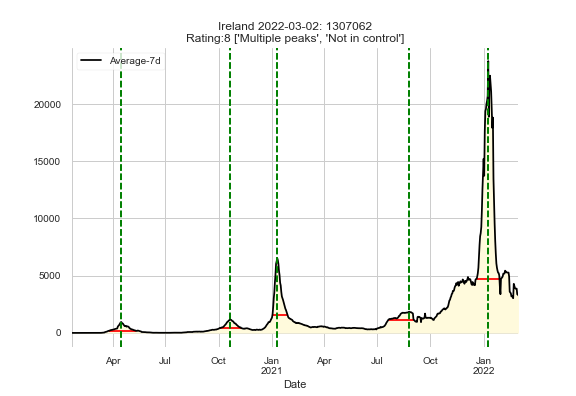 Ireland 2022-03-02: 1307062
Rating:8 ['Multiple peaks', 'Not in control']
Average-7d
20000
15000
10000
5000
0
Apr Jul Oct Jan Apr Jul Oct Jan
2021 2022
Date